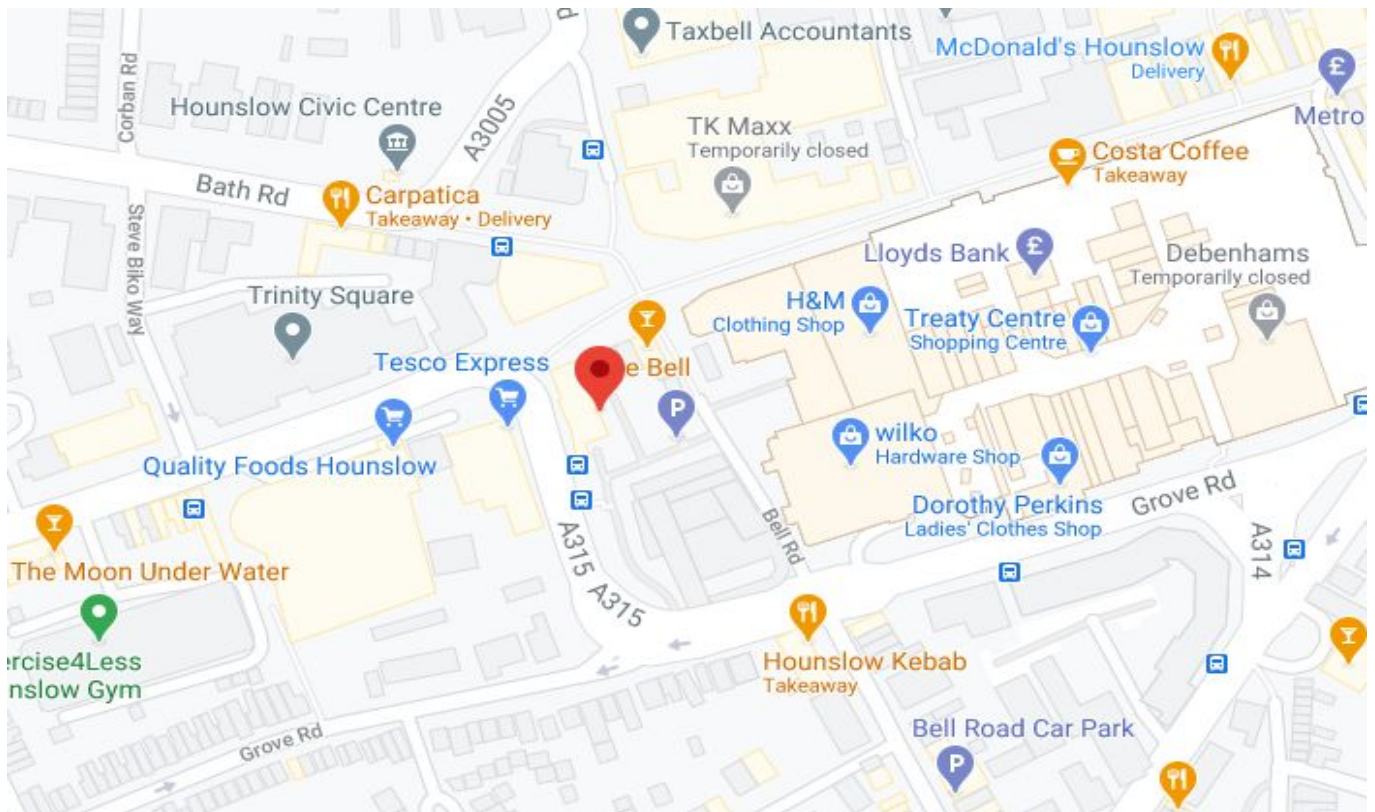 Taxbell Accountants
McDonald's Hounslow
Delivery
Corban Rd
Hounslow Civic Centre
A3005
TK Maxx
Temporarily closed
Metro
Costa Coffee
Takeaway
Bath Rd
Carpatica
Takeaway • Delivery
Steve Biko Way
Lloyds Bank
Debenhams
Temporarily closed
Trinity Square
H&M
Clothing Shop
Treaty Centre
Shopping Centre
Tesco Express
e Bell
P
Quality Foods Hounslow
wilko
Hardware Shop
Dorothy Perkins
Ladies' Clothes Shop
Grove Rd
Bell Rd
A315
A315
A314
The Moon Under Water
ercise4Less
nslow Gym
Hounslow Kebab
Takeaway
Grove Rd
Bell Road Car Park
P